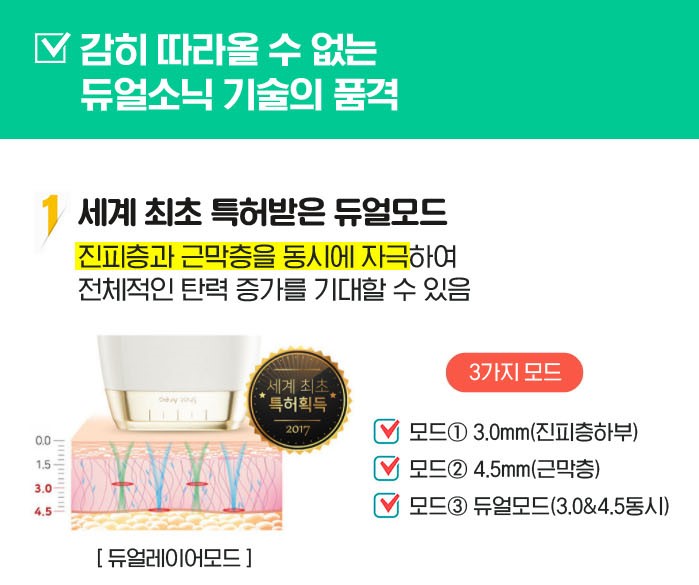 감히 따라올 수 없는
듀얼소닉 기술의 품격
1 세계 최초 특허받은 듀얼모드
진피층과 근막층을 동시에 자극하여
전체적인 탄력 증가를 기대할 수 있음
세계 최초
특허획득
2017
Shot Area
0.0
1.5
3.0
4.5
[ 듀얼레이어모드 ]
3가지 모드
모드① 3.0mm(진피층하부)
모드② 4.5mm(근막층)
모드③ 듀얼모드(3.0&4.5동시)